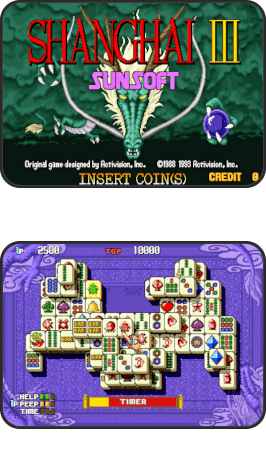 SHANGHAI III
SUNSOFT
Original game designed by Activision, Inc. ©1988 1993 Activision, Inc.
INSERT COIN(S) CREDIT 0
1P 2500 TOP 10000
HELP
1P PEEP
TIME
TIMER